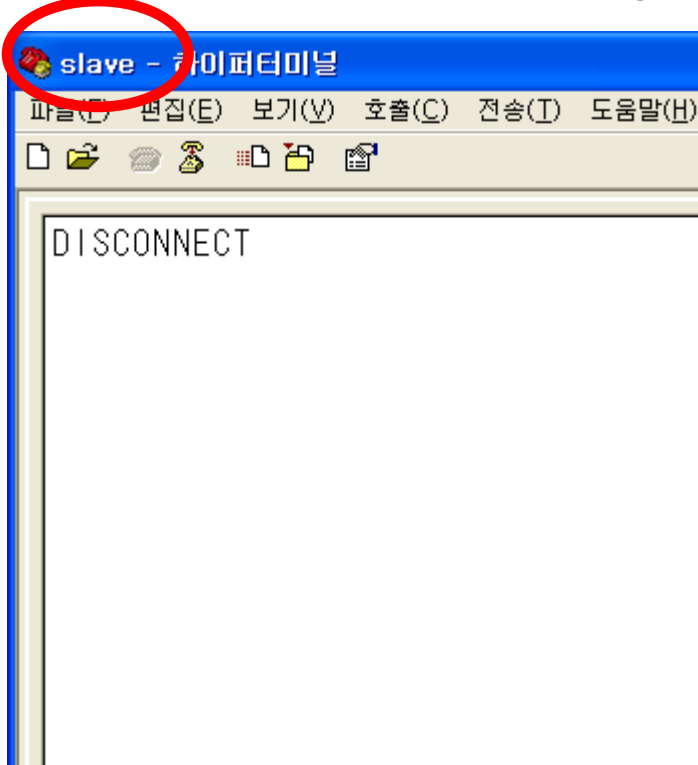 slave - 하이퍼터미널
파일(F) 편집(E) 보기(V) 호출(C) 전송(T) 도움말(H)
DISCONNECT